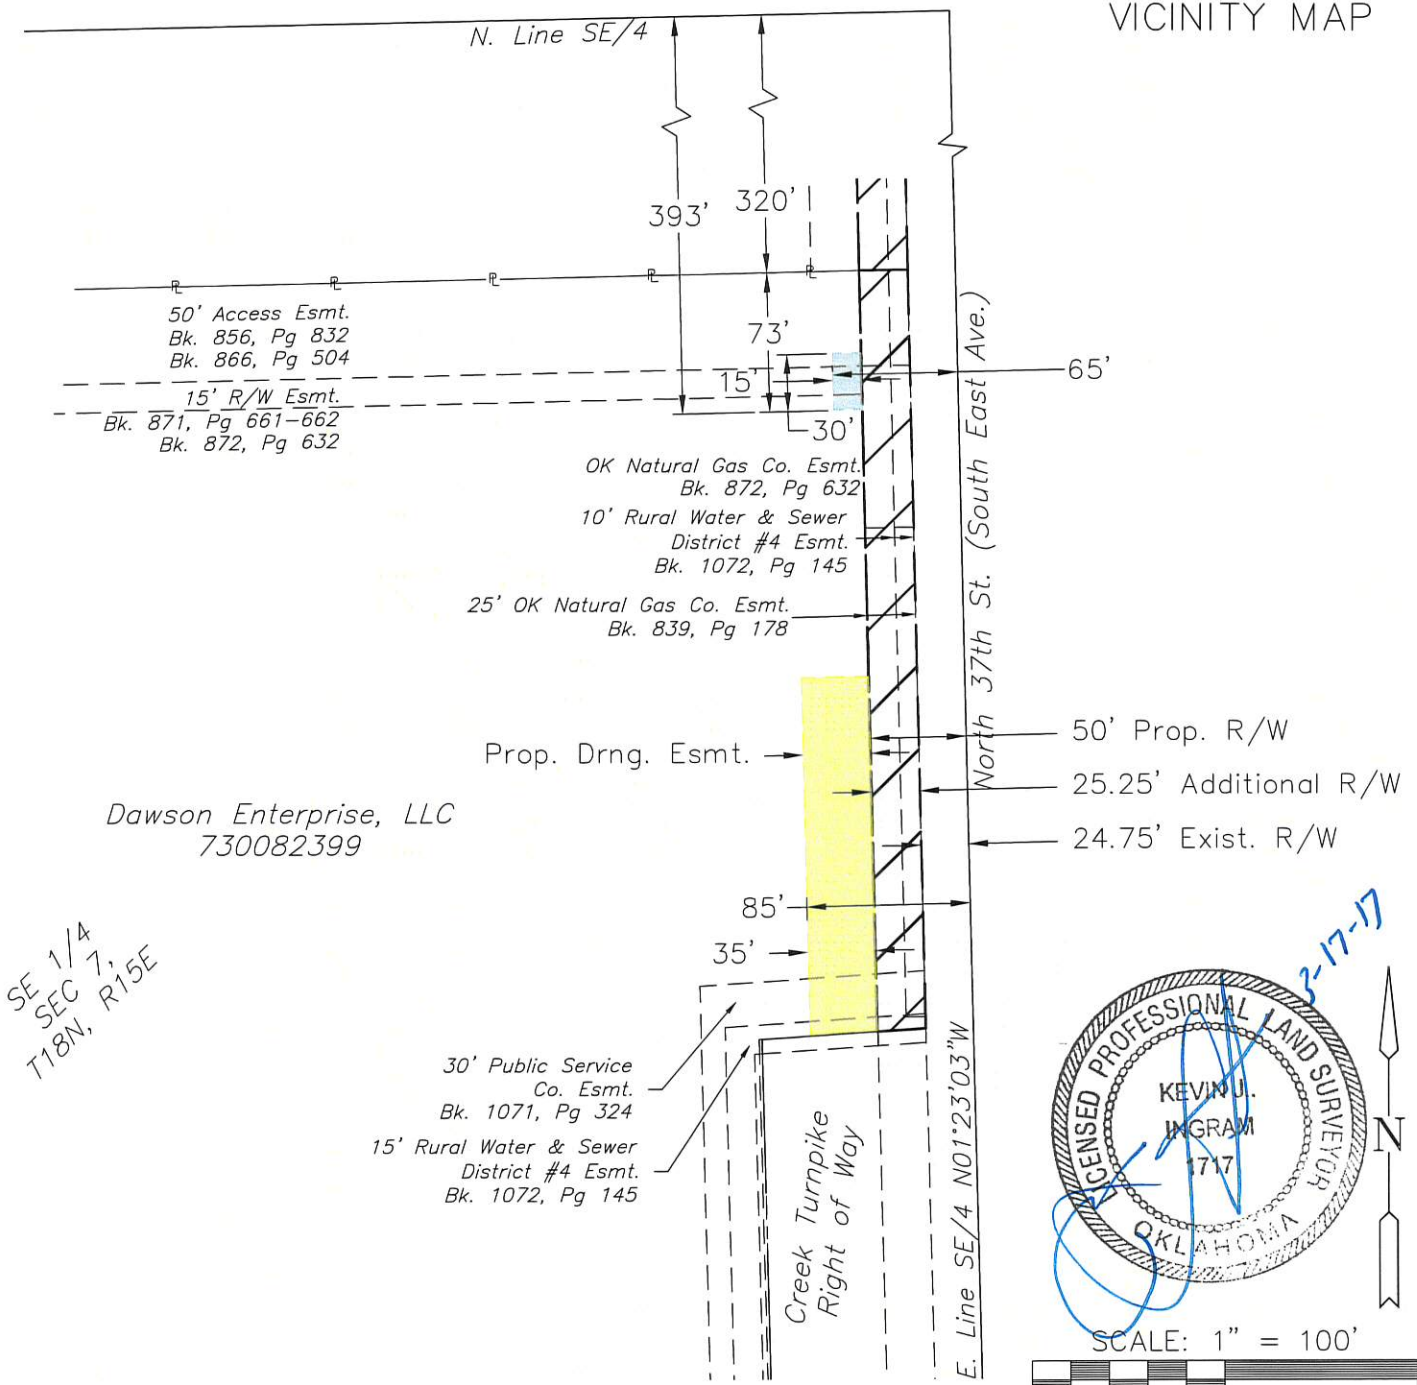 VICINITY MAP
N. Line SE/4
393'
320'
50' Access Esmt.
Bk. 856, Pg 832
Bk. 866, Pg 504
73'
15'
65'
15' R/W Esmt.
Bk. 871, Pg 661-662
Bk. 872, Pg 632
30'
OK Natural Gas Co. Esmt.
Bk. 872, Pg 632
10' Rural Water & Sewer
District #4 Esmt.
Bk. 1072, Pg 145
25' OK Natural Gas Co. Esmt.
Bk. 839, Pg 178
North 37th St. (South East Ave.)
Prop. Drng. Esmt.
50' Prop. R/W
25.25' Additional R/W
24.75' Exist. R/W
Dawson Enterprise, LLC
730082399
85'
35'
SE 1/4
SEC 7,
T18N, R15E
30' Public Service
Co. Esmt.
Bk. 1071, Pg 324
15' Rural Water & Sewer
District #4 Esmt.
Bk. 1072, Pg 145
Creek Turnpike
Right of Way
E. Line SE/4 N01°23'03"W
3-17-17
LICENSED PROFESSIONAL LAND SURVEYOR
KEVIN J.
INGRAM
1717
OKLAHOMA
N
SCALE: 1" = 100'